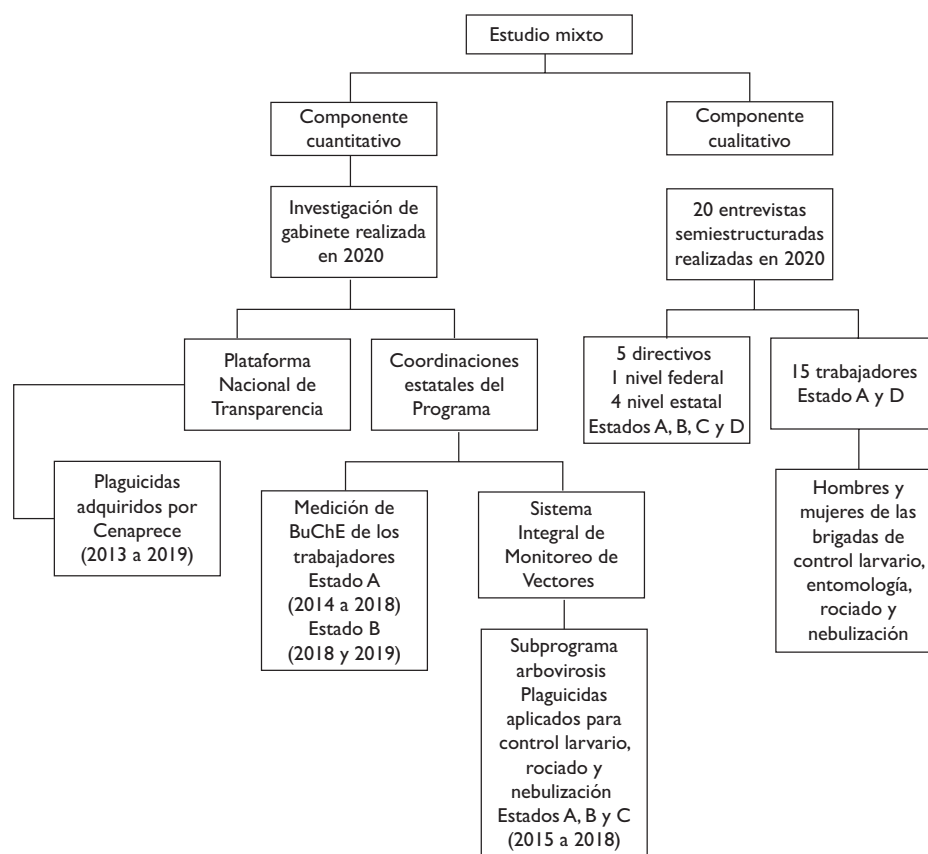 Estudio mixto
Componente
cuantitativo
Componente
cualitativo
Investigación de
gabinete realizada
en 2020
20 entrevistas
semiestructuradas
realizadas en 2020
Plataforma
Nacional de
Transparencia
Coordinaciones
estatales del
Programa
5 directivos
1 nivel federal
4 nivel estatal
Estados A, B, C y D
15 trabajadores
Estado A y D
Plaguicidas
adquiridos por
Cenaprece
(2013 a 2019)
Medición de
BuChE de los
trabajadores
Estado A
(2014 a 2018)
Estado B
(2018 y 2019)
Sistema
Integral de
Monitoreo de
Vectores
Hombres y
mujeres de las
brigadas de
control larvario,
entomología,
rociado y
nebulización
Subprograma
arbovirosis
Plaguicidas
aplicados para
control larvario,
rociado y
nebulización
Estados A, B y C
(2015 a 2018)